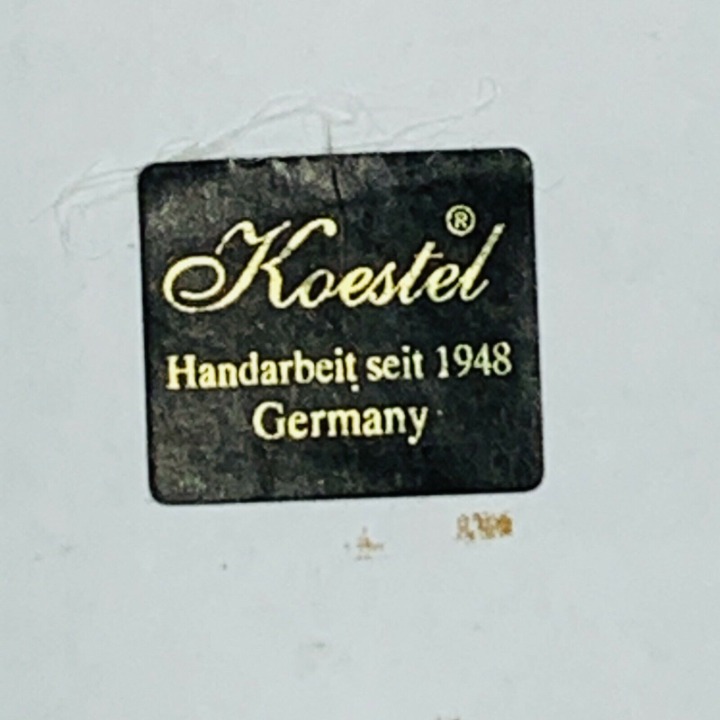 Koestel®
Handarbeit seit 1948
Germany